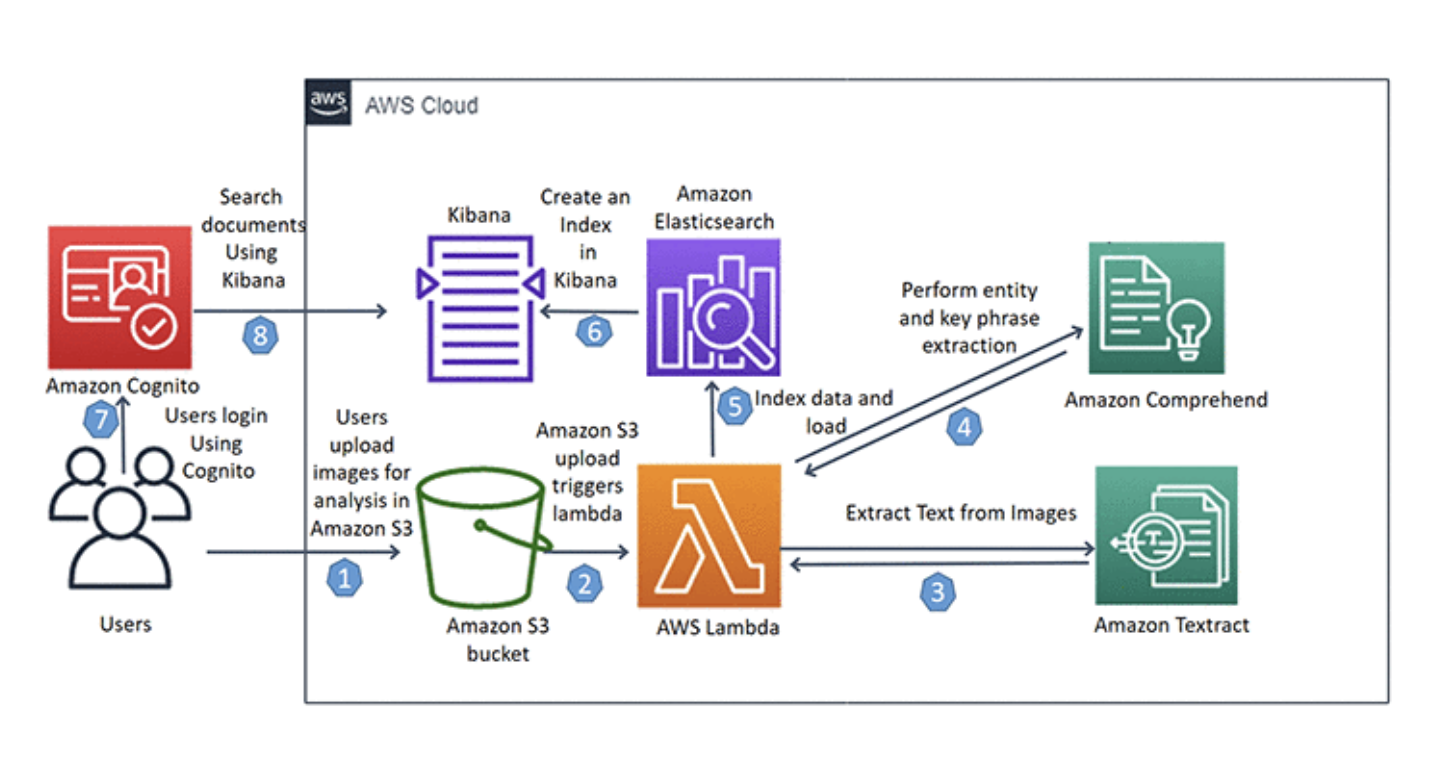 aws
AWS Cloud
Search
documents
Using
Kibana
8
Amazon Cognito
7
Users login
Using
Cognito
Users
Users
upload
images for
analysis in
Amazon S3
1
Amazon S3
bucket
Amazon S3
upload
triggers
lambda
2
AWS Lambda
Extract Text from Images
3
Amazon Textract
Perform entity
and key phrase
extraction
4
Amazon Comprehend
5
Index data and
load
Amazon
Elasticsearch
Create an
Index
in
Kibana
6
Kibana